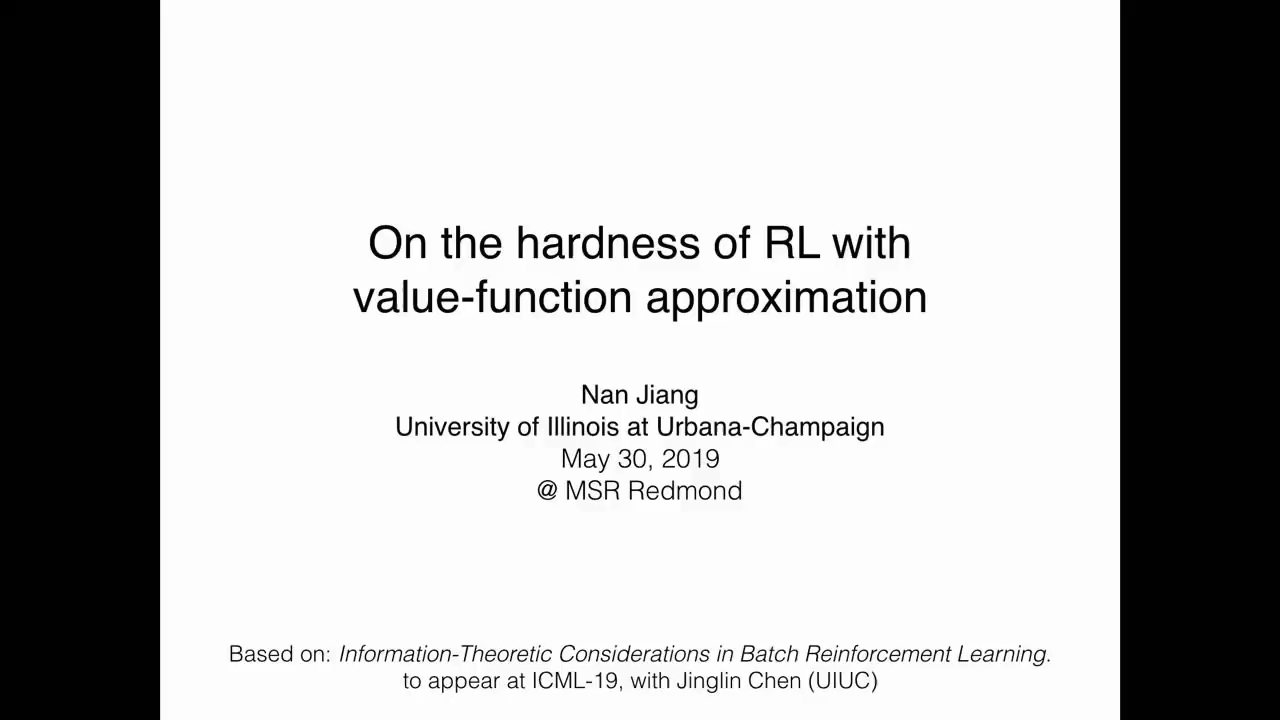 On the hardness of RL with
value-function approximation
Nan Jiang
University of Illinois at Urbana-Champaign
May 30, 2019
@ MSR Redmond
Based on: Information-Theoretic Considerations in Batch Reinforcement Learning.
to appear at ICML-19, with Jinglin Chen (UIUC)